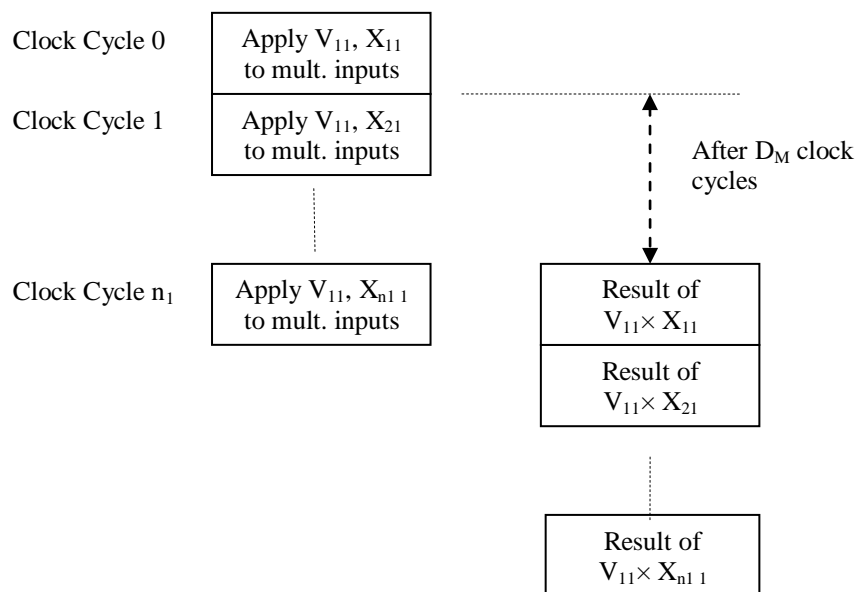 Clock Cycle 0
Apply V₁₁, X₁₁
to mult. inputs
Clock Cycle 1
Apply V₁₁, X₂₁
to mult. inputs
After D_M clock
cycles
Clock Cycle n₁
Apply V₁₁, Xₙ₁ ₁
to mult. inputs
Result of
V₁₁× X₁₁
Result of
V₁₁× X₂₁
Result of
V₁₁× Xₙ₁ ₁